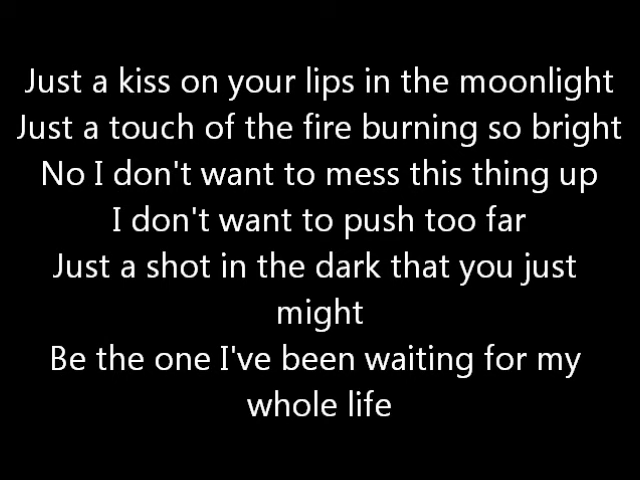 Just a kiss on your lips in the moonlight
Just a touch of the fire burning so bright
No I don't want to mess this thing up
I don't want to push too far
Just a shot in the dark that you just
might
Be the one I've been waiting for my
whole life